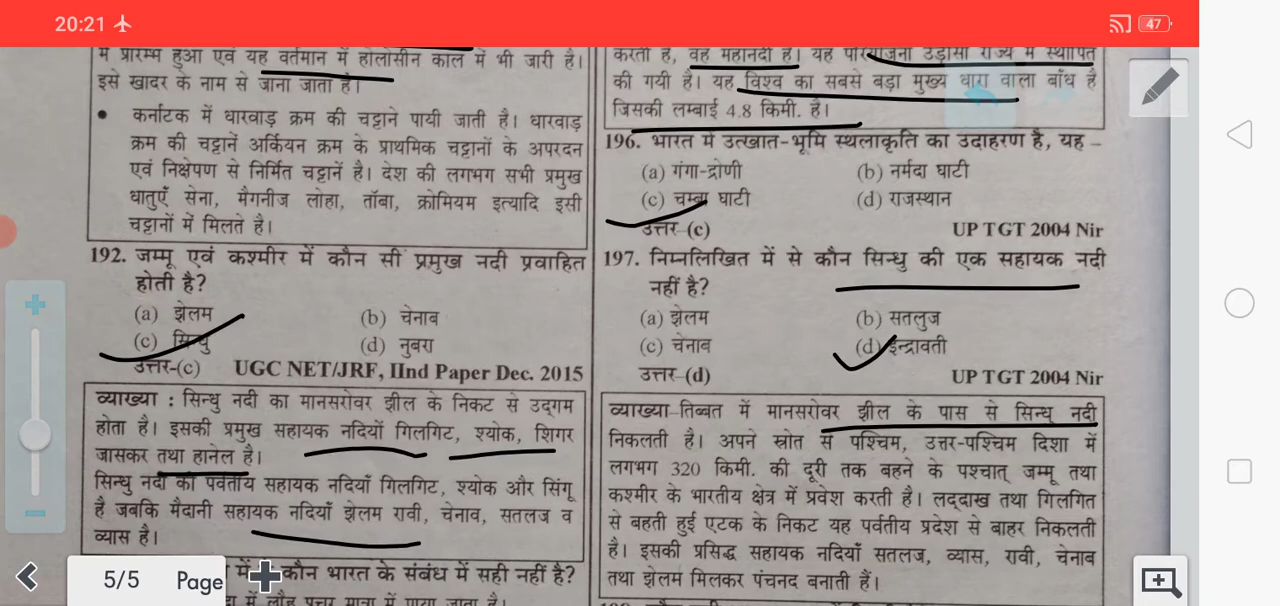 20:21
47
में प्रारम्भ हुआ एवं यह वर्तमान में होलोसीन काल में भी जारी है।
इसे खादर के नाम से जाना जाता है।
• कर्नाटक में धारवाड़ क्रम की चट्टाने पायी जाती है। धारवाड़
क्रम की चट्टानें अर्कियन क्रम के प्राथमिक चट्टानों के अपरदन
एवं निक्षेपण से निर्मित चट्टानें है। देश की लगभग सभी प्रमुख
धातुएँ सेना, मैगनीज लोहा, ताँबा, क्रोमियम इत्यादि इसी
चट्टानों में मिलते है।
192. जम्मू एवं कश्मीर में कौन सी प्रमुख नदी प्रवाहित
होती है?
(a) झेलम
(b) चेनाब
(c) सिन्धु
(d) नुबरा
उत्तर-(c) UGC NET/JRF, IInd Paper Dec. 2015
व्याख्या : सिन्धु नदी का मानसरोवर झील के निकट से उद्गम
होता है। इसकी प्रमुख सहायक नदियाँ गिलगिट, श्योक, शिगर
जासकर तथा हानेल है।
सिन्धु नदी की पर्वतीय सहायक नदियाँ गिलगिट, श्योक और सिंगू
है जबकि मैदानी सहायक नदियाँ झेलम रावी, चेनाव, सतलज व
व्यास है।
में कौन भारत के संबंध में सही नहीं है?
में लौह पत्तर मात्रा में पाया जाता है।
करती है, वह महानदी है। यह परियोजना उड़ीसा राज्य में स्थापित
की गयी है। यह विश्व का सबसे बड़ा मुख्य धारा वाला बाँध है
जिसकी लम्बाई 4.8 किमी. है।
196. भारत में उत्खात-भूमि स्थलाकृति का उदाहरण है, यह –
(a) गंगा-द्रोणी
(b) नर्मदा घाटी
(c) चम्बा घाटी
(d) राजस्थान
उत्तर-(c) UP TGT 2004 Nir
197. निम्नलिखित में से कौन सिन्धु की एक सहायक नदी
नहीं है?
(a) झेलम
(b) सतलुज
(c) चेनाब
(d) इन्द्रावती
उत्तर-(d) UP TGT 2004 Nir
व्याख्या-तिब्बत में मानसरोवर झील के पास से सिन्धु नदी
निकलती है। अपने स्रोत से पश्चिम, उत्तर-पश्चिम दिशा में
लगभग 320 किमी. की दूरी तक बहने के पश्चात् जम्मू तथा
कश्मीर के भारतीय क्षेत्र में प्रवेश करती है। लद्दाख तथा गिलगित
से बहती हुई एटक के निकट यह पर्वतीय प्रदेश से बाहर निकलती
है। इसकी प्रसिद्ध सहायक नदियाँ सतलज, व्यास, रावी, चेनाब
तथा झेलम मिलकर पंचनद बनाती हैं।
5/5 Page